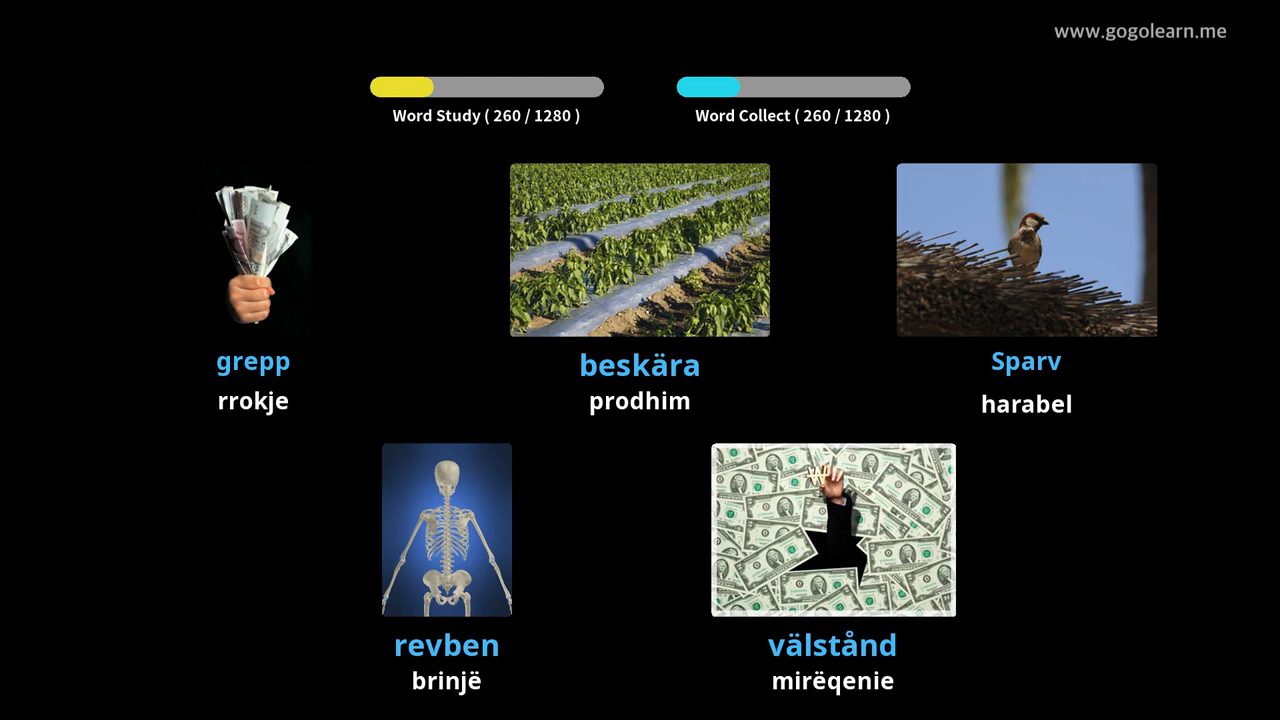 www.gogolearn.me
Word Study ( 260 / 1280 )
Word Collect ( 260 / 1280 )
grepp
rrokje
beskära
prodhim
Sparv
harabel
revben
brinjë
välstånd
mirëqenie